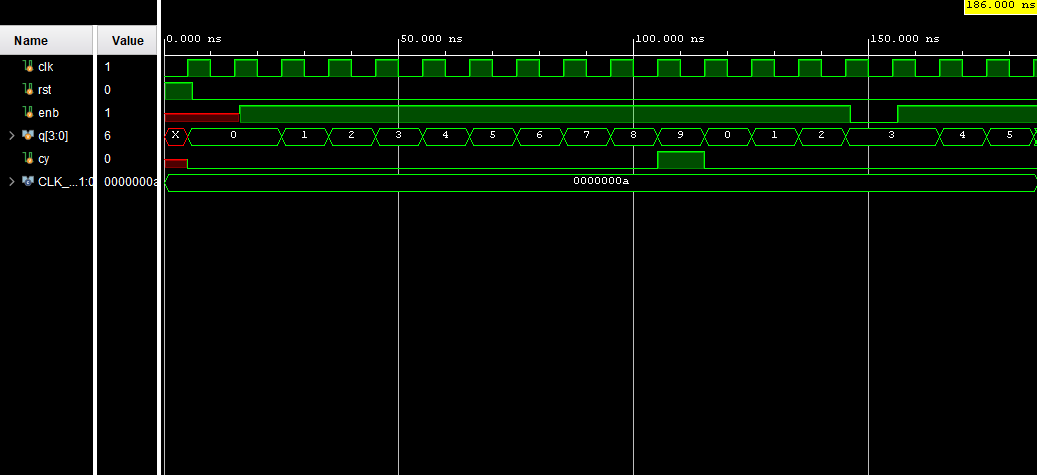 186.000 ns
Name Value
0.000 ns 50.000 ns 100.000 ns 150.000 ns
clk 1
rst 0
enb 1
q[3:0] 6 X 0 1 2 3 4 5 6 7 8 9 0 1 2 3 4 5
cy 0
CLK_...1:0 0000000a 0000000a